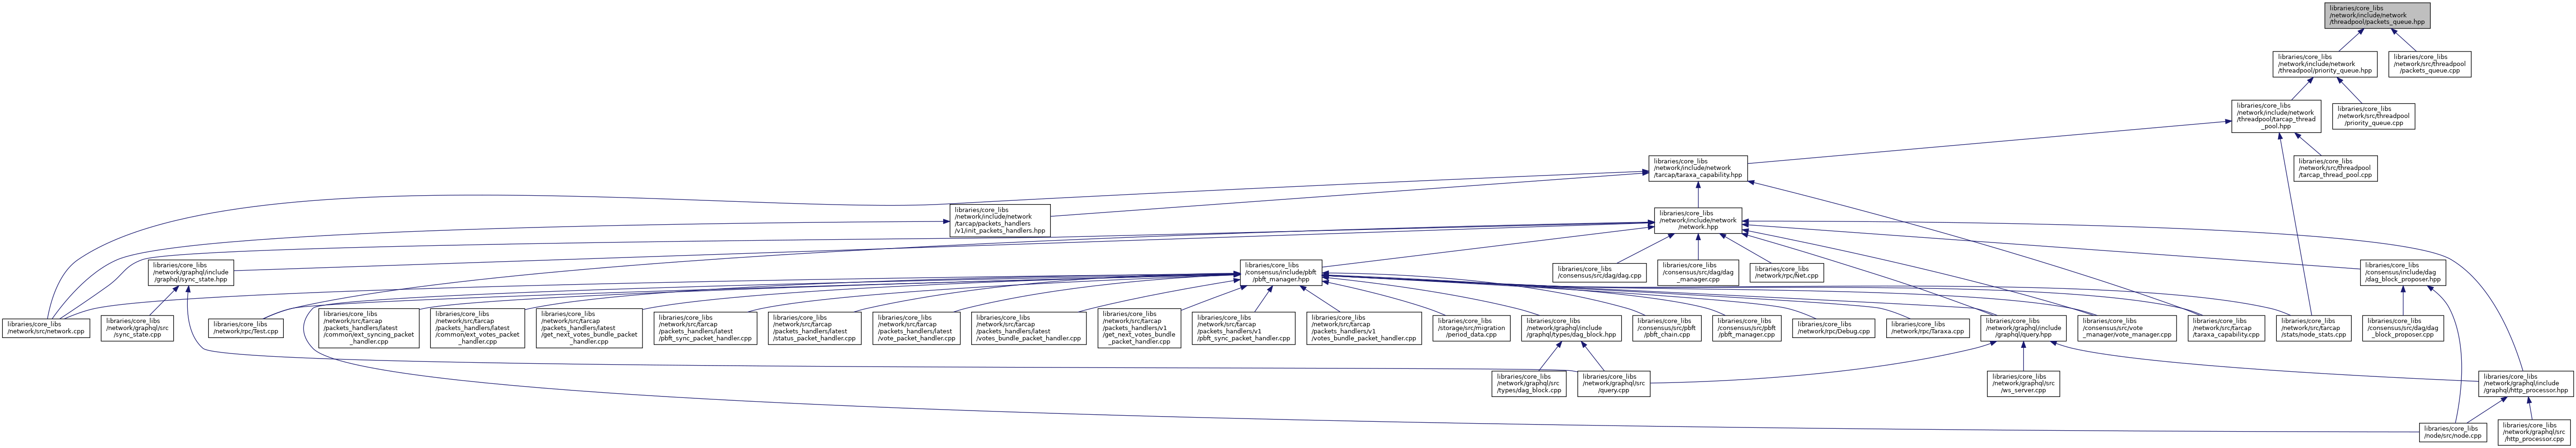 libraries/core_libs
/network/include/network
/threadpool/packets_queue.hpp
libraries/core_libs
/network/include/network
/threadpool/priority_queue.hpp
libraries/core_libs
/network/src/threadpool
/packets_queue.cpp
libraries/core_libs
/network/include/network
/threadpool/tarcap_thread
_pool.hpp
libraries/core_libs
/network/src/threadpool
/priority_queue.cpp
libraries/core_libs
/network/include/network
/tarcap/taraxa_capability.hpp
libraries/core_libs
/network/src/threadpool
/tarcap_thread_pool.cpp
libraries/core_libs
/network/include/network
/tarcap/packets_handlers
/v1/init_packets_handlers.hpp
libraries/core_libs
/network/include/network
/network.hpp
libraries/core_libs
/network/graphql/include
/graphql/sync_state.hpp
libraries/core_libs
/consensus/include/pbft
/pbft_manager.hpp
libraries/core_libs
/consensus/src/dag/dag.cpp
libraries/core_libs
/consensus/src/dag/dag
_manager.cpp
libraries/core_libs
/network/rpc/Net.cpp
libraries/core_libs
/consensus/include/dag
/dag_block_proposer.hpp
libraries/core_libs
/network/src/network.cpp
libraries/core_libs
/network/graphql/src
/sync_state.cpp
libraries/core_libs
/network/rpc/Test.cpp
libraries/core_libs
/network/src/tarcap
/packets_handlers/latest
/common/ext_syncing_packet
_handler.cpp
libraries/core_libs
/network/src/tarcap
/packets_handlers/latest
/common/ext_votes_packet
_handler.cpp
libraries/core_libs
/network/src/tarcap
/packets_handlers/latest
/get_next_votes_bundle_packet
_handler.cpp
libraries/core_libs
/network/src/tarcap
/packets_handlers/latest
/pbft_sync_packet_handler.cpp
libraries/core_libs
/network/src/tarcap
/packets_handlers/latest
/status_packet_handler.cpp
libraries/core_libs
/network/src/tarcap
/packets_handlers/latest
/vote_packet_handler.cpp
libraries/core_libs
/network/src/tarcap
/packets_handlers/latest
/votes_bundle_packet_handler.cpp
libraries/core_libs
/network/src/tarcap
/packets_handlers/v1
/get_next_votes_bundle
_packet_handler.cpp
libraries/core_libs
/network/src/tarcap
/packets_handlers/v1
/pbft_sync_packet_handler.cpp
libraries/core_libs
/network/src/tarcap
/packets_handlers/v1
/votes_bundle_packet_handler.cpp
libraries/core_libs
/storage/src/migration
/period_data.cpp
libraries/core_libs
/network/graphql/include
/graphql/types/dag_block.hpp
libraries/core_libs
/consensus/src/pbft
/pbft_chain.cpp
libraries/core_libs
/consensus/src/pbft
/pbft_manager.cpp
libraries/core_libs
/network/rpc/Debug.cpp
libraries/core_libs
/network/rpc/Taraxa.cpp
libraries/core_libs
/network/graphql/include
/graphql/query.hpp
libraries/core_libs
/consensus/src/vote
_manager/vote_manager.cpp
libraries/core_libs
/network/src/tarcap
/taraxa_capability.cpp
libraries/core_libs
/network/src/tarcap
/stats/node_stats.cpp
libraries/core_libs
/consensus/src/dag/dag
_block_proposer.cpp
libraries/core_libs
/network/graphql/src
/types/dag_block.cpp
libraries/core_libs
/network/graphql/src
/query.cpp
libraries/core_libs
/network/graphql/src
/ws_server.cpp
libraries/core_libs
/network/graphql/include
/graphql/http_processor.hpp
libraries/core_libs
/node/src/node.cpp
libraries/core_libs
/network/graphql/src
/http_processor.cpp